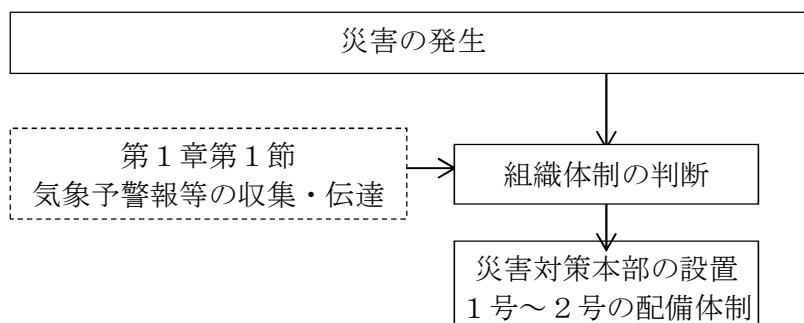 災害の発生
第１章第１節
気象予警報等の収集・伝達
組織体制の判断
災害対策本部の設置
１号～２号の配備体制